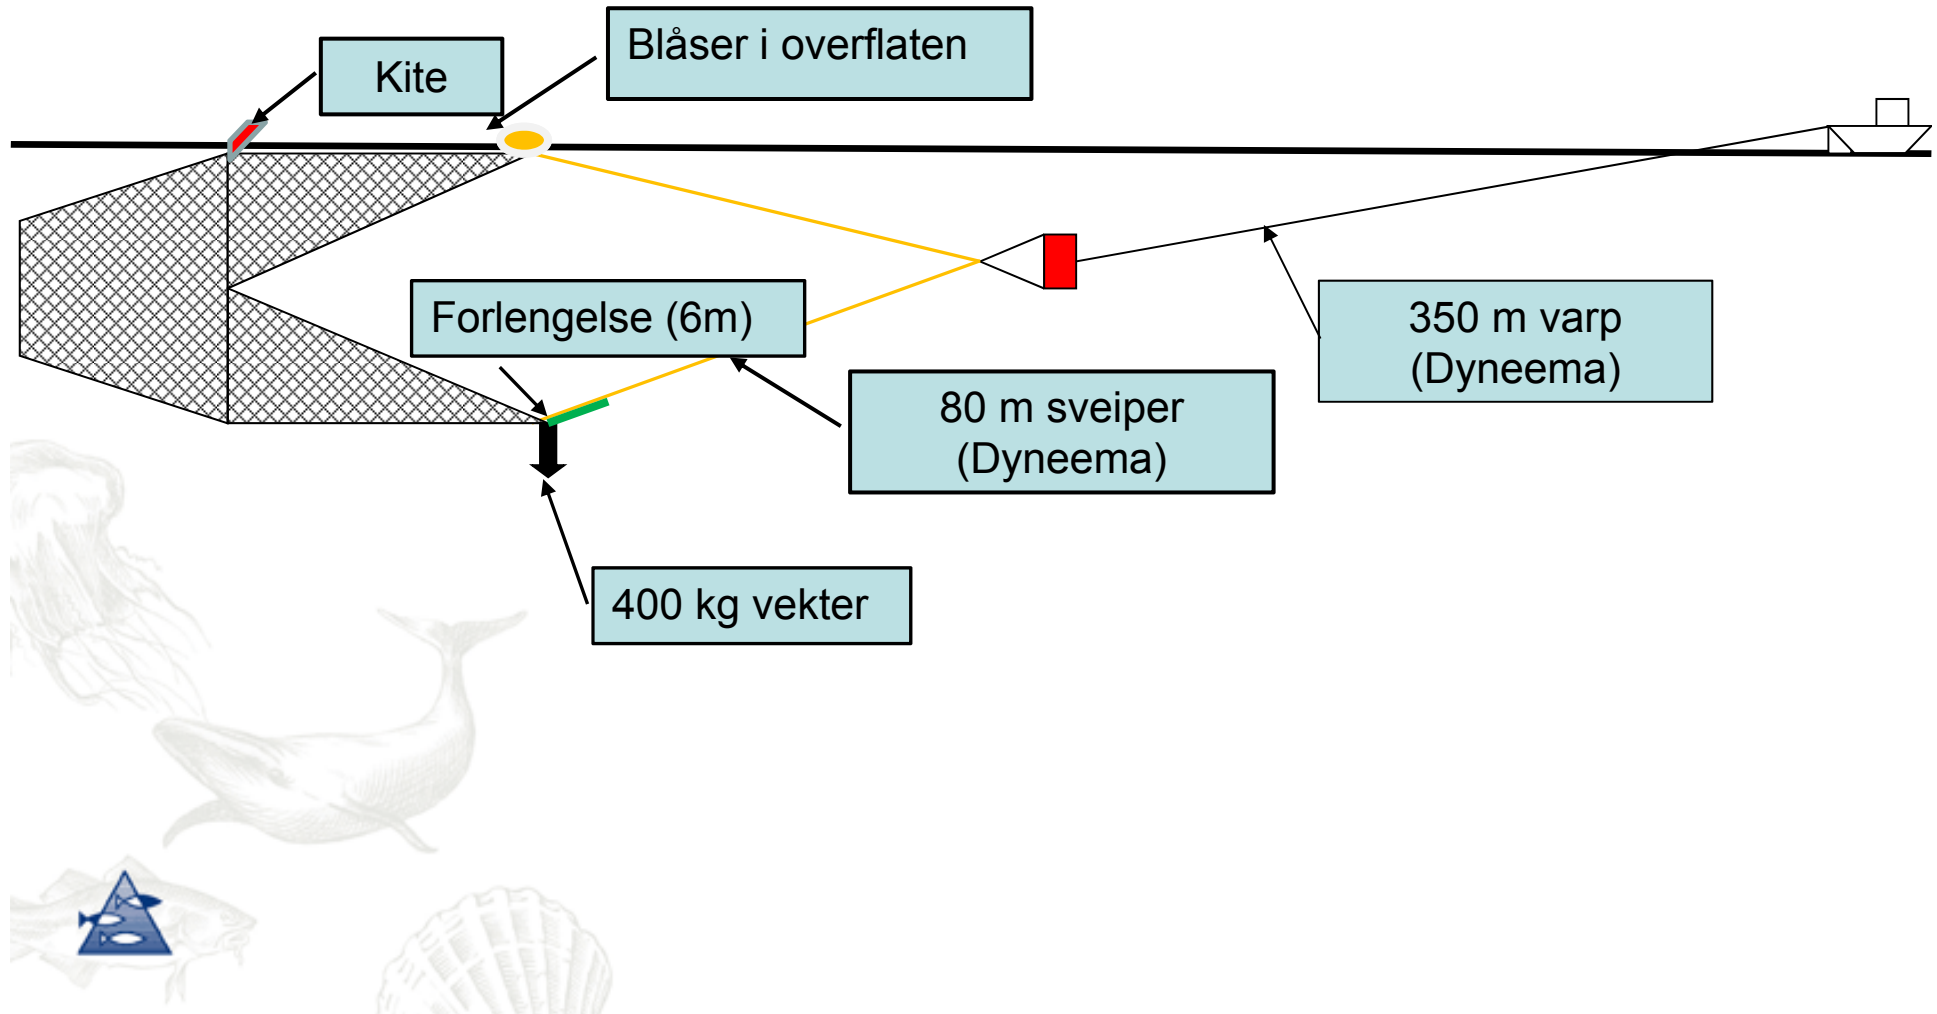 Kite
Blåser i overflaten
Forlengelse (6m)
350 m varp
(Dyneema)
80 m sveiper
(Dyneema)
400 kg vekter